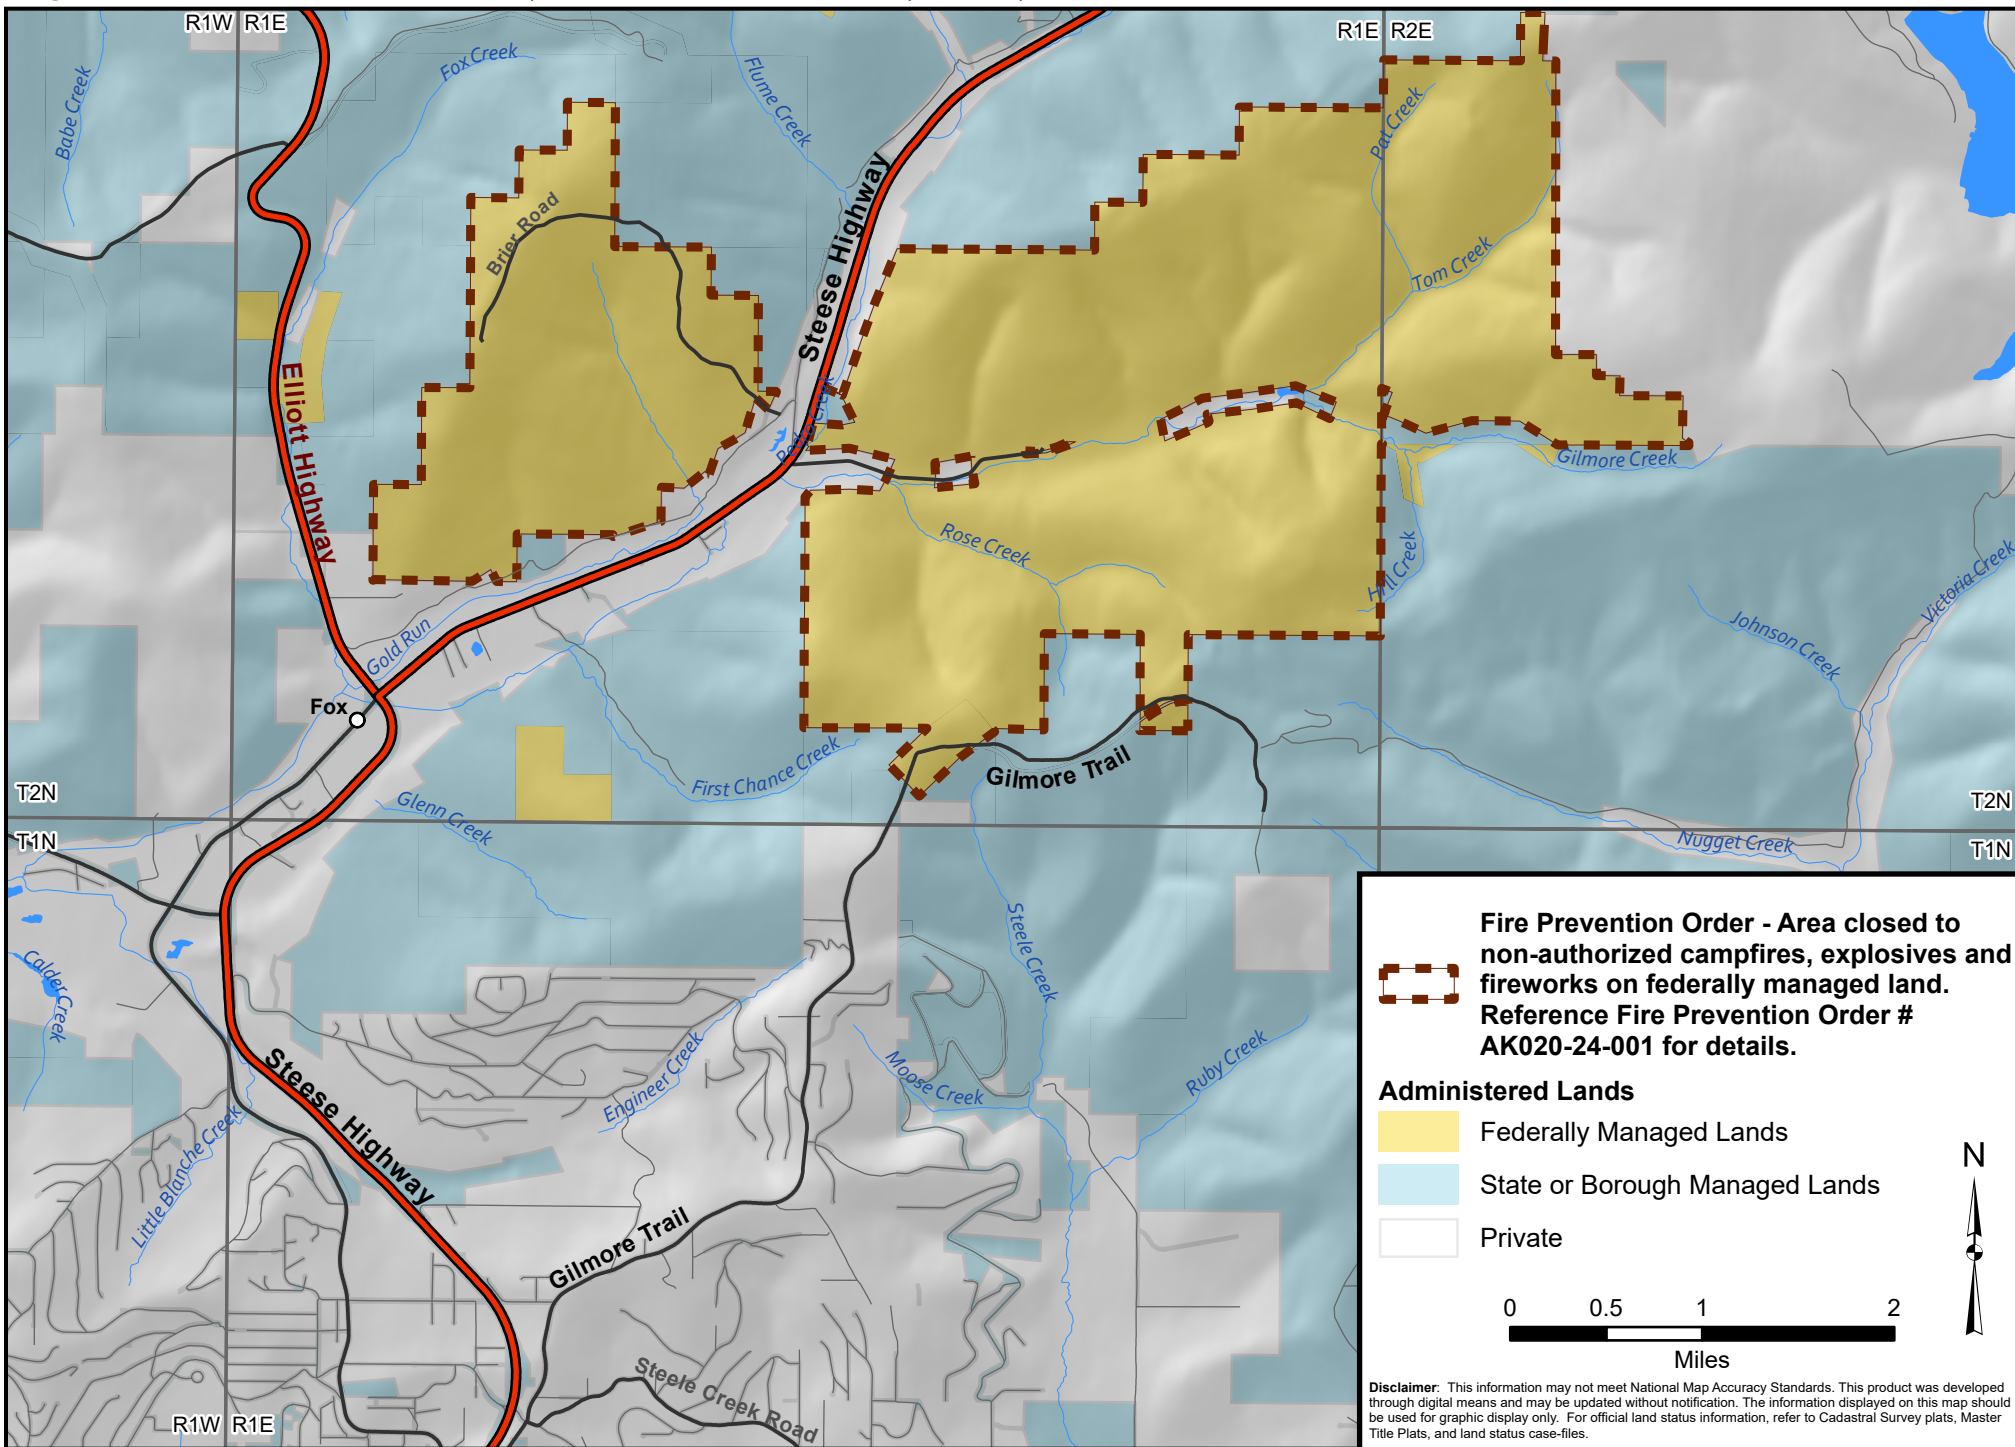 R1W R1E
R1E R2E
Fox Creek
Flume Creek
Babe Creek
Pat Creek
Brier Road
Steese Highway
Tom Creek
Elliott Highway
Gilmore Creek
Rose Creek
Hill Creek
Victoria Creek
Johnson Creek
Gold Run
Fox
First Chance Creek
Gilmore Trail
T2N
T2N
Glenn Creek
T1N
Nugget Creek
T1N
Steele Creek
Calder Creek
Engineer Creek
Moose Creek
Ruby Creek
Steese Highway
Little Blanche Creek
Gilmore Trail
Steele Creek Road
R1W R1E
Fire Prevention Order - Area closed to
non-authorized campfires, explosives and
fireworks on federally managed land.
Reference Fire Prevention Order #
AK020-24-001 for details.
Administered Lands
Federally Managed Lands
State or Borough Managed Lands
Private
N
0 0.5 1 2
Miles
Disclaimer: This information may not meet National Map Accuracy Standards. This product was developed
through digital means and may be updated without notification. The information displayed on this map should
be used for graphic display only. For official land status information, refer to Cadastral Survey plats, Master
Title Plats, and land status case-files.